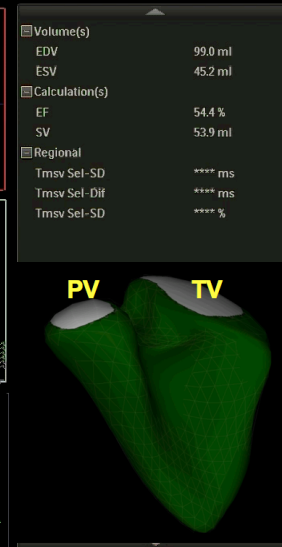 Volume(s)
EDV 99.0 ml
ESV 45.2 ml
Calculation(s)
EF 54.4 %
SV 53.9 ml
Regional
Tmsv Sel-SD **** ms
Tmsv Sel-Dif **** ms
Tmsv Sel-SD **** %
PV TV